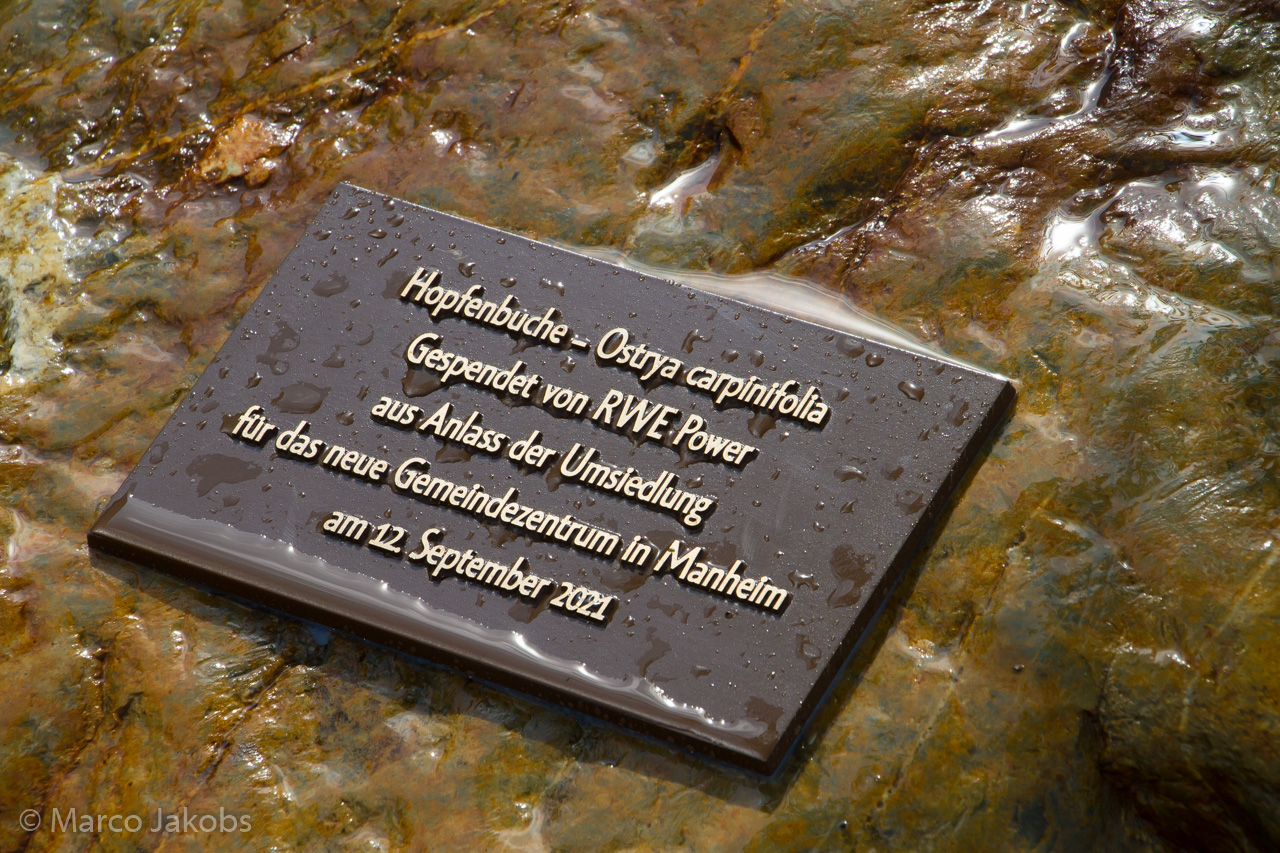 Hopfenbuche – Ostrya carpinifolia
Gespendet von RWE Power
aus Anlass der Umsiedlung
für das neue Gemeindezentrum in Manheim
am 12. September 2021
© Marco Jakobs